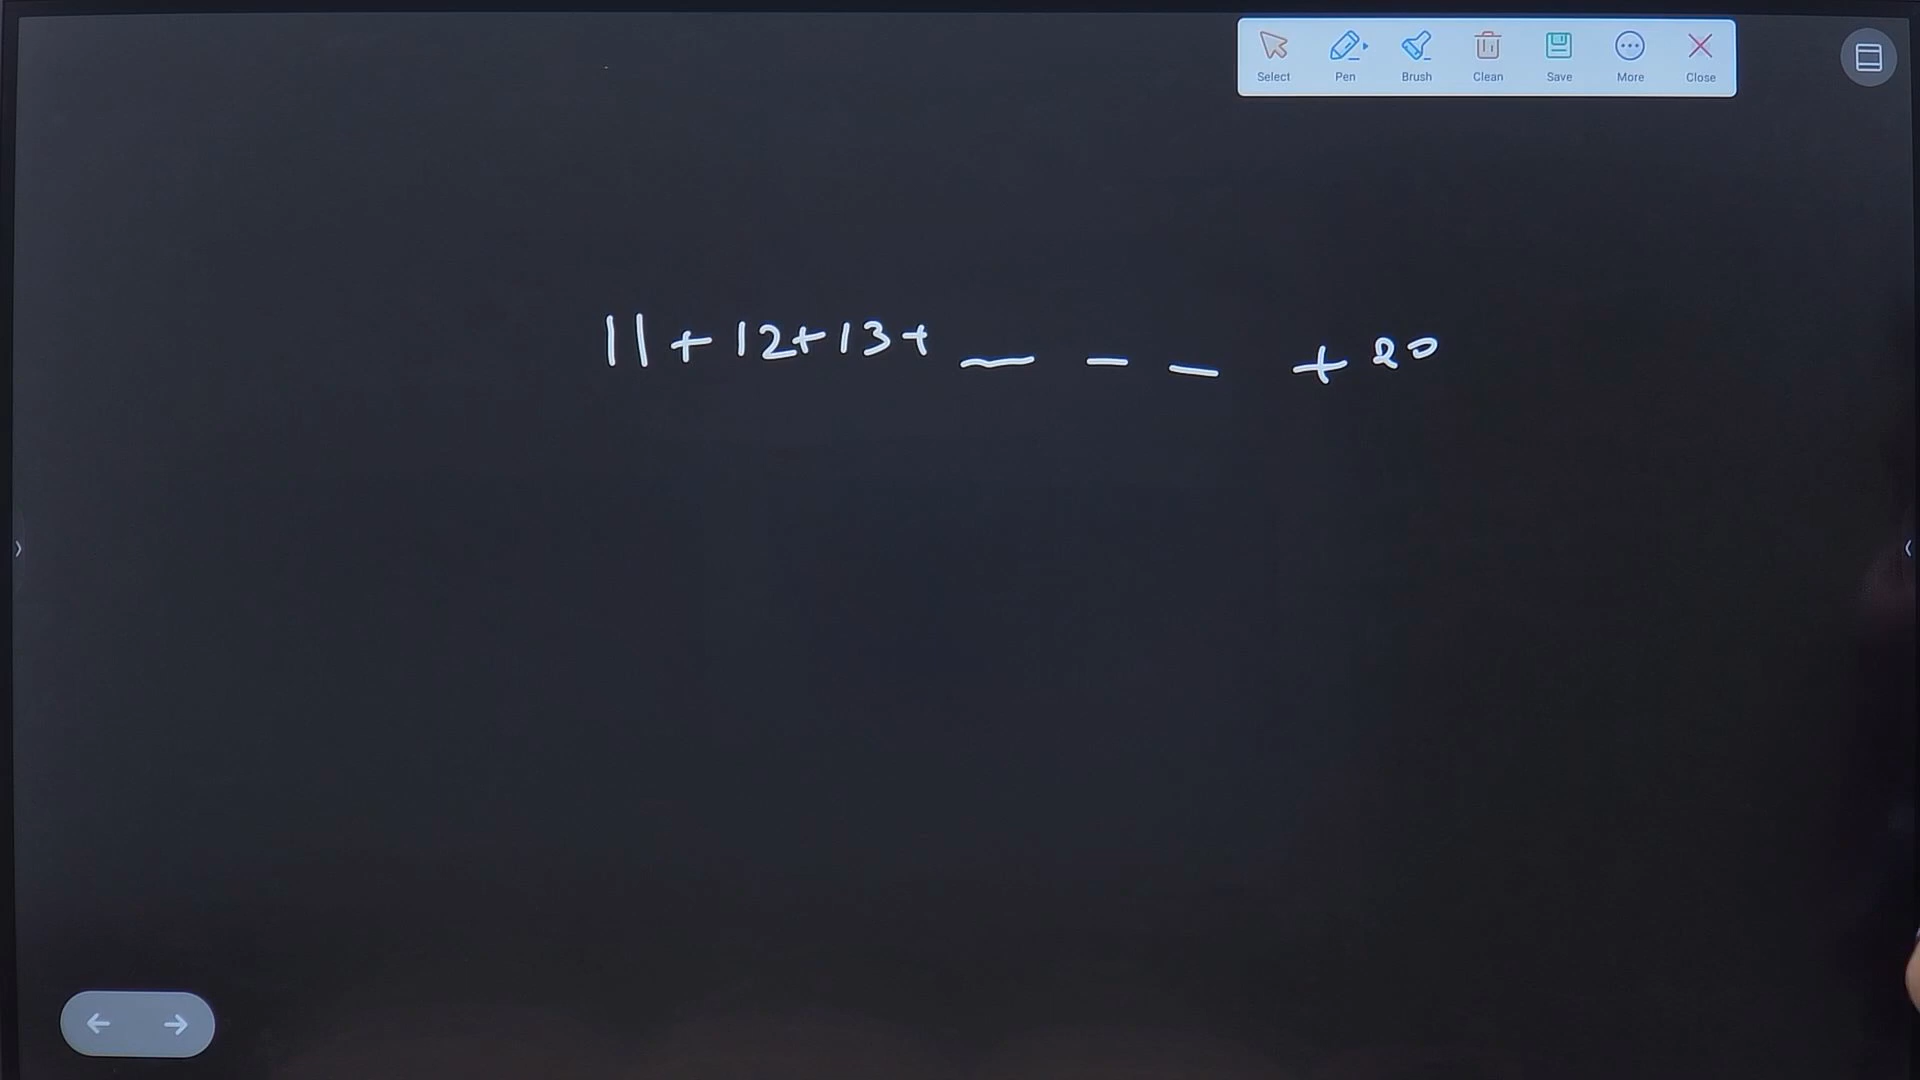 Select Pen Brush Clean Save More Close
11 + 12 + 13 + _ _ _ + 20